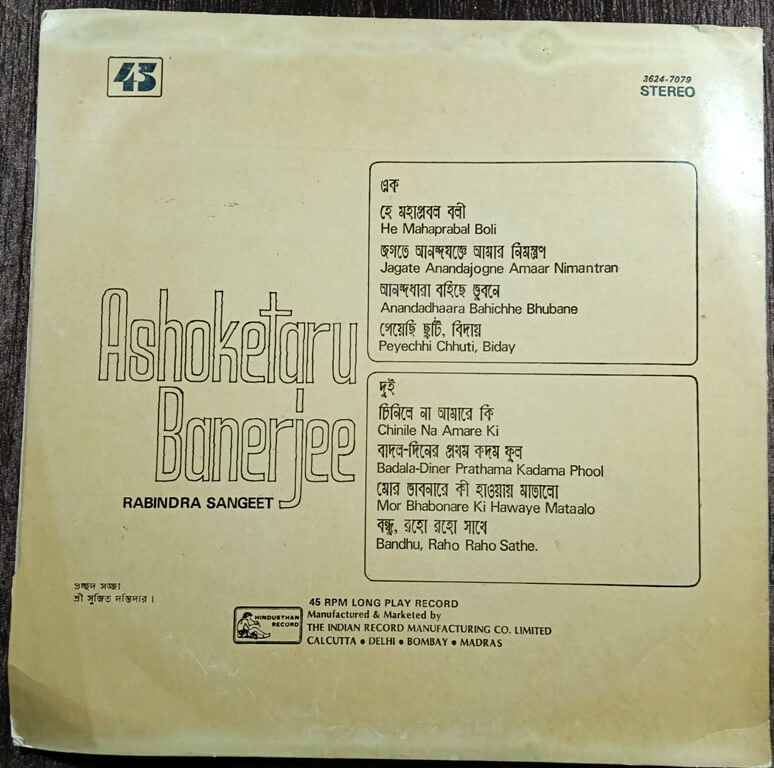 45
3624-7079
STEREO
এক
হে মহাপ্রবল বলী
He Mahaprabal Boli
জগতে আনন্দযজ্ঞে আমার নিমন্ত্রণ
Jagate Anandajogne Amaar Nimantran
আনন্দধারা বহিছে ভুবনে
Anandadhaara Bahichhe Bhubane
পেয়েছি ছুটি, বিদায়
Peyechhi Chhuti, Biday
Ashoketaru
Banerjee
RABINDRA SANGEET
দুই
চিনিলে না আমারে কি
Chinile Na Amare Ki
বাদল-দিনের প্রথম কদম ফুল
Badala-Diner Prathama Kadama Phool
মোর ভাবনারে কী হাওয়ায় মাতালো
Mor Bhabonare Ki Hawaye Mataalo
বন্ধু, রহো রহো সাথে
Bandhu, Raho Raho Sathe.
প্রচ্ছদ সজ্জা
শ্রী সুজিত দস্তিদার।
HINDUSTHAN
RECORD
45 RPM LONG PLAY RECORD
Manufactured & Marketed by
THE INDIAN RECORD MANUFACTURING CO. LIMITED
CALCUTTA • DELHI • BOMBAY • MADRAS